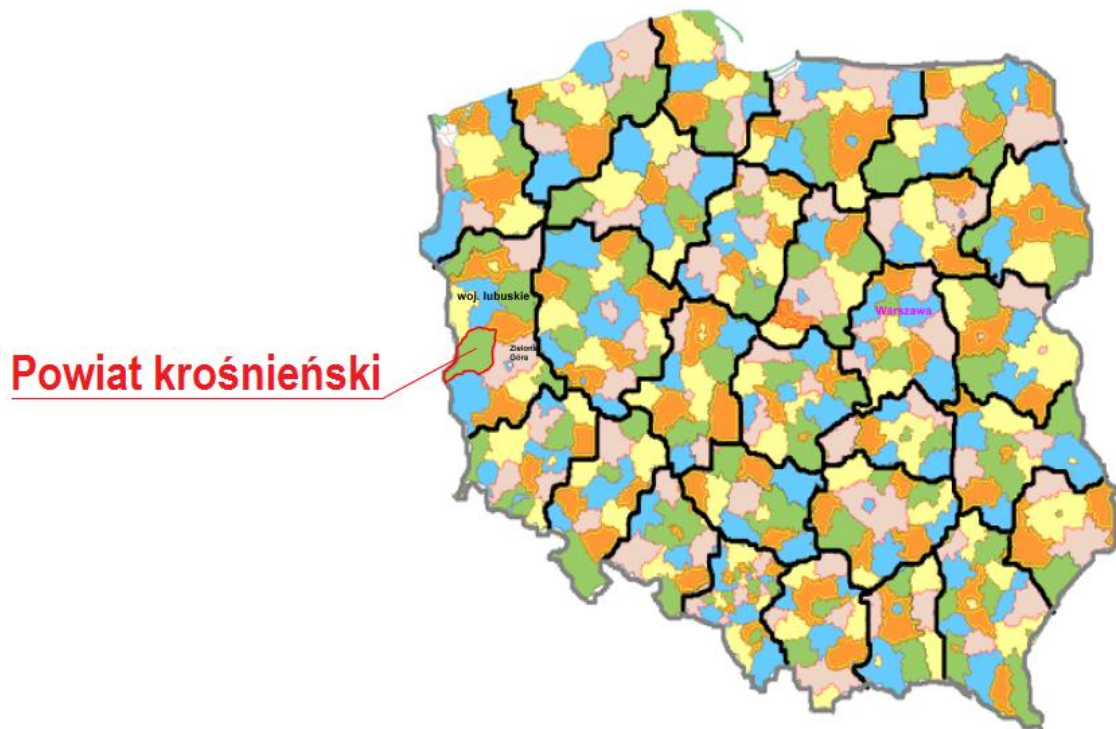 woj. lubuskie
Warszawa
Zielona
Góra
Powiat krośnieński